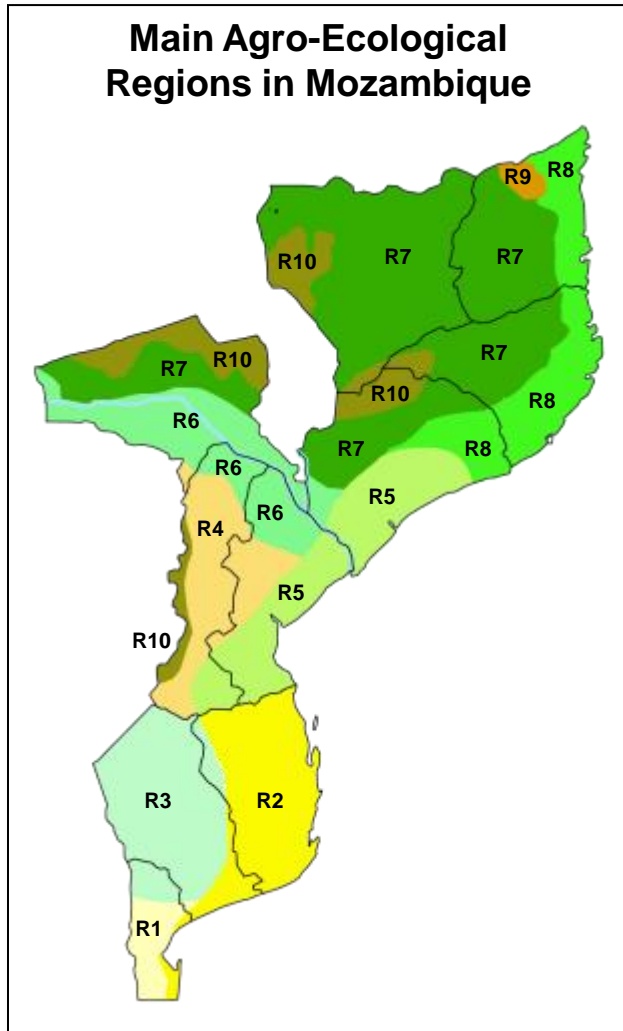 Main Agro-Ecological
Regions in Mozambique
R9
R8
R10
R7
R7
R7
R10
R7
R10
R8
R6
R7
R8
R6
R5
R6
R4
R5
R10
R3
R2
R1